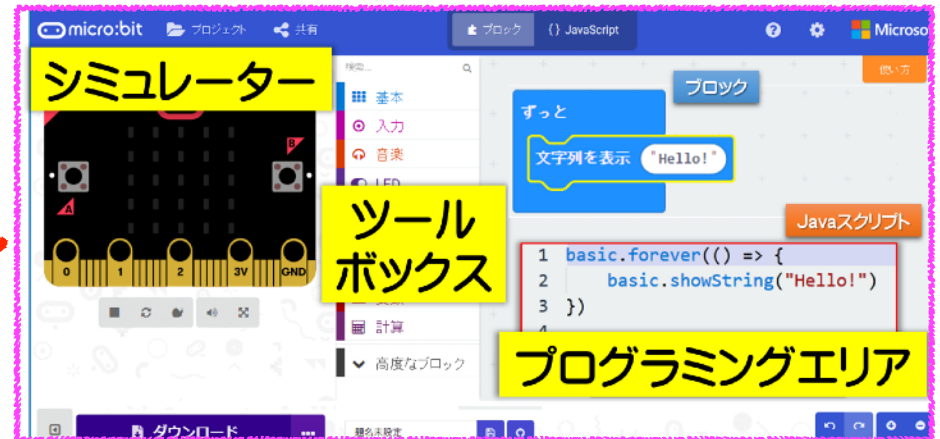 micro:bit プロジェクト 共有 ブロック {} JavaScript ? Microso
シミュレーター
検索...
使い方
ブロック
基本
入力
音楽
LED
ずっと
文字列を表示 "Hello!"
B
A
ツール
ボックス
Javaスクリプト
0 1 2 3V GND
1 basic.forever(() => {
2 basic.showString("Hello!")
3 })
4
計算
高度なブロック
プログラミングエリア
ダウンロード ...
題名未設定